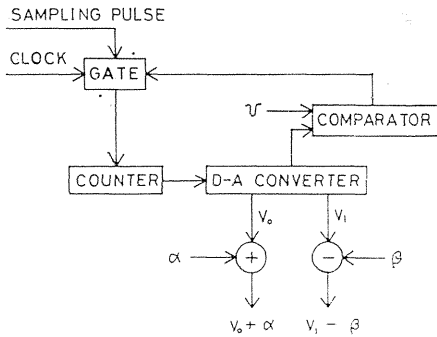 SAMPLING PULSE
CLOCK
GATE
v
COMPARATOR
COUNTER
D-A CONVERTER
V₀
V₁
α
+
−
β
V₀ + α
V₁ − β